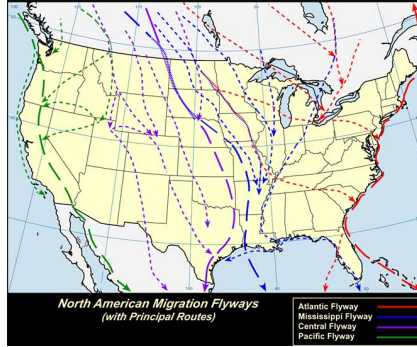 North American Migration Flyways
(with Principal Routes)
Atlantic Flyway
Mississippi Flyway
Central Flyway
Pacific Flyway